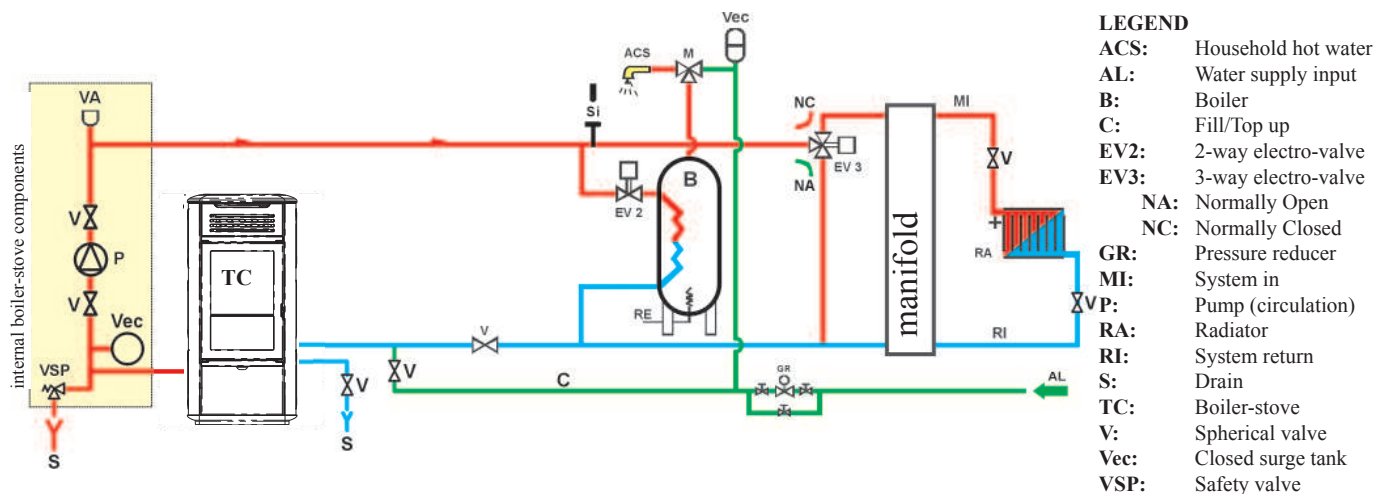 internal boiler-stove components
VA
V
P
V
Vec
VSP
S
TC
V
S
V
V
C
ACS
M
Vec
Si
EV 2
B
RE
NC
EV 3
NA
GR
AL
manifold
MI
V
+
RA
V
RI
LEGEND
ACS: Household hot water
AL: Water supply input
B: Boiler
C: Fill/Top up
EV2: 2-way electro-valve
EV3: 3-way electro-valve
NA: Normally Open
NC: Normally Closed
GR: Pressure reducer
MI: System in
P: Pump (circulation)
RA: Radiator
RI: System return
S: Drain
TC: Boiler-stove
V: Spherical valve
Vec: Closed surge tank
VSP: Safety valve